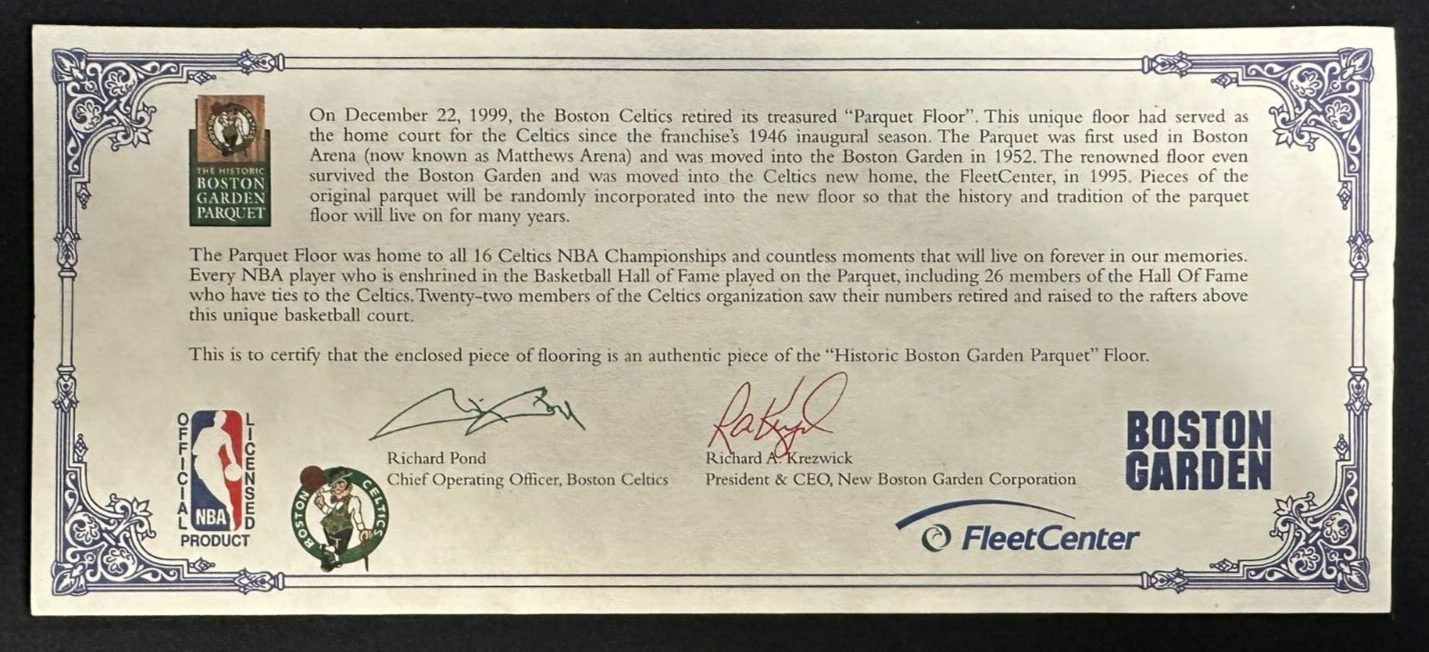 On December 22, 1999, the Boston Celtics retired its treasured “Parquet Floor”. This unique floor had served as
the home court for the Celtics since the franchise’s 1946 inaugural season. The Parquet was first used in Boston
Arena (now known as Matthews Arena) and was moved into the Boston Garden in 1952. The renowned floor even
survived the Boston Garden and was moved into the Celtics new home, the FleetCenter, in 1995. Pieces of the
original parquet will be randomly incorporated into the new floor so that the history and tradition of the parquet
floor will live on for many years.
THE HISTORIC
BOSTON
GARDEN
PARQUET
The Parquet Floor was home to all 16 Celtics NBA Championships and countless moments that will live on forever in our memories.
Every NBA player who is enshrined in the Basketball Hall of Fame played on the Parquet, including 26 members of the Hall Of Fame
who have ties to the Celtics. Twenty-two members of the Celtics organization saw their numbers retired and raised to the rafters above
this unique basketball court.
This is to certify that the enclosed piece of flooring is an authentic piece of the “Historic Boston Garden Parquet” Floor.
OFFICIAL
LICENSED
NBA
PRODUCT
BOSTON
CELTICS
Richard Pond
Chief Operating Officer, Boston Celtics
Richard A. Krezwick
President & CEO, New Boston Garden Corporation
BOSTON
GARDEN
FleetCenter